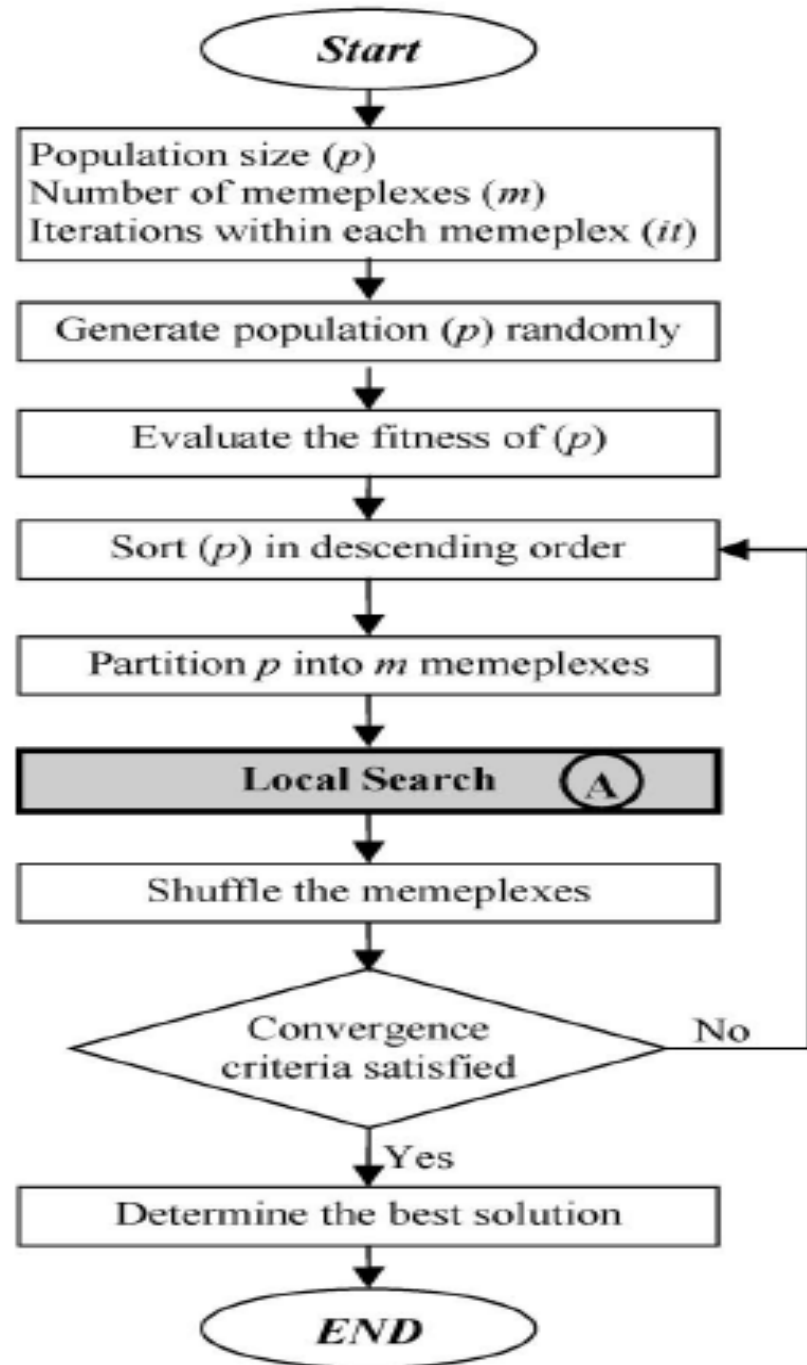 Start
Population size (p)
Number of memeplexes (m)
Iterations within each memeplex (it)
Generate population (p) randomly
Evaluate the fitness of (p)
Sort (p) in descending order
Partition p into m memeplexes
Local Search A
Shuffle the memeplexes
Convergence
criteria satisfied
No
Yes
Determine the best solution
END